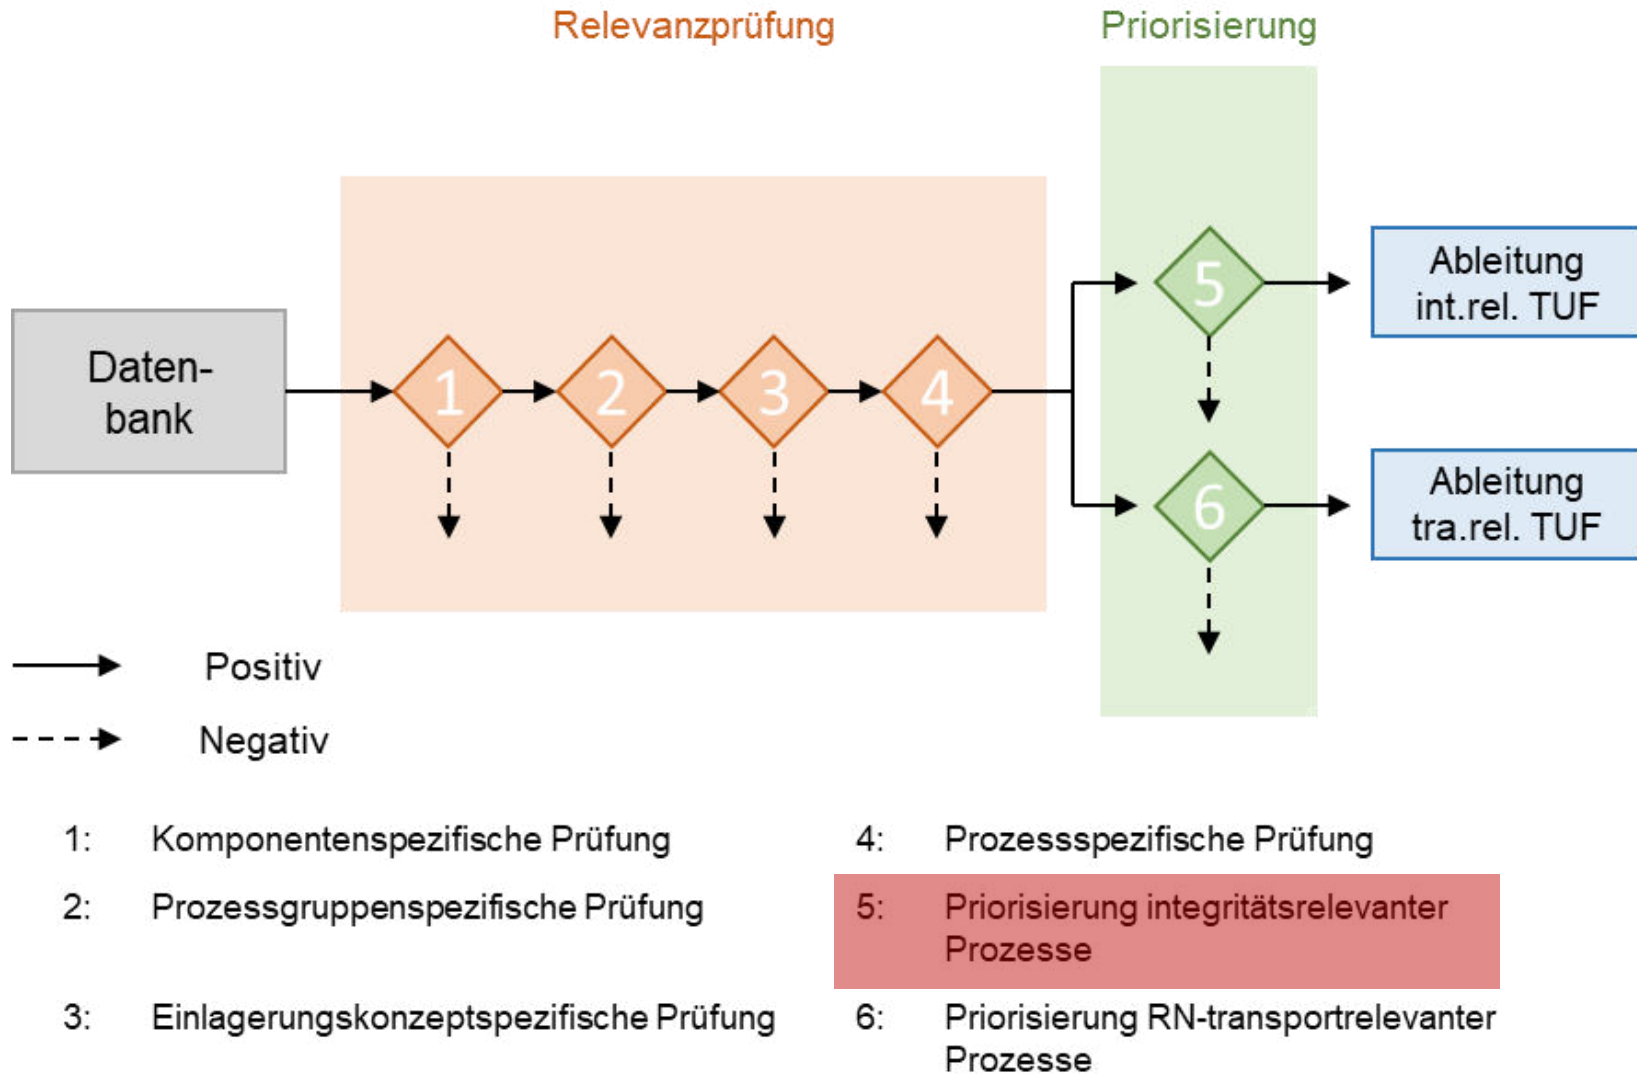 Relevanzprüfung
Priorisierung
Daten-
bank
1
2
3
4
5
6
Ableitung
int.rel. TUF
Ableitung
tra.rel. TUF
Positiv
Negativ
1: Komponentenspezifische Prüfung
2: Prozessgruppenspezifische Prüfung
3: Einlagerungskonzeptspezifische Prüfung
4: Prozessspezifische Prüfung
5: Priorisierung integritätsrelevanter
Prozesse
6: Priorisierung RN-transportrelevanter
Prozesse